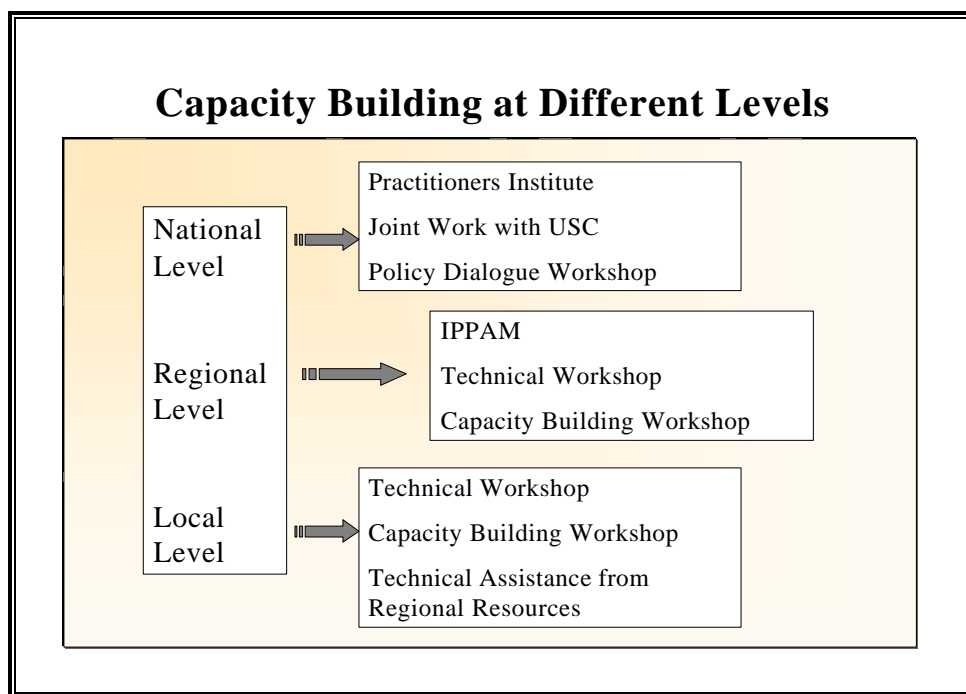 Capacity Building at Different Levels
National
Level
Practitioners Institute
Joint Work with USC
Policy Dialogue Workshop
Regional
Level
IPPAM
Technical Workshop
Capacity Building Workshop
Local
Level
Technical Workshop
Capacity Building Workshop
Technical Assistance from
Regional Resources